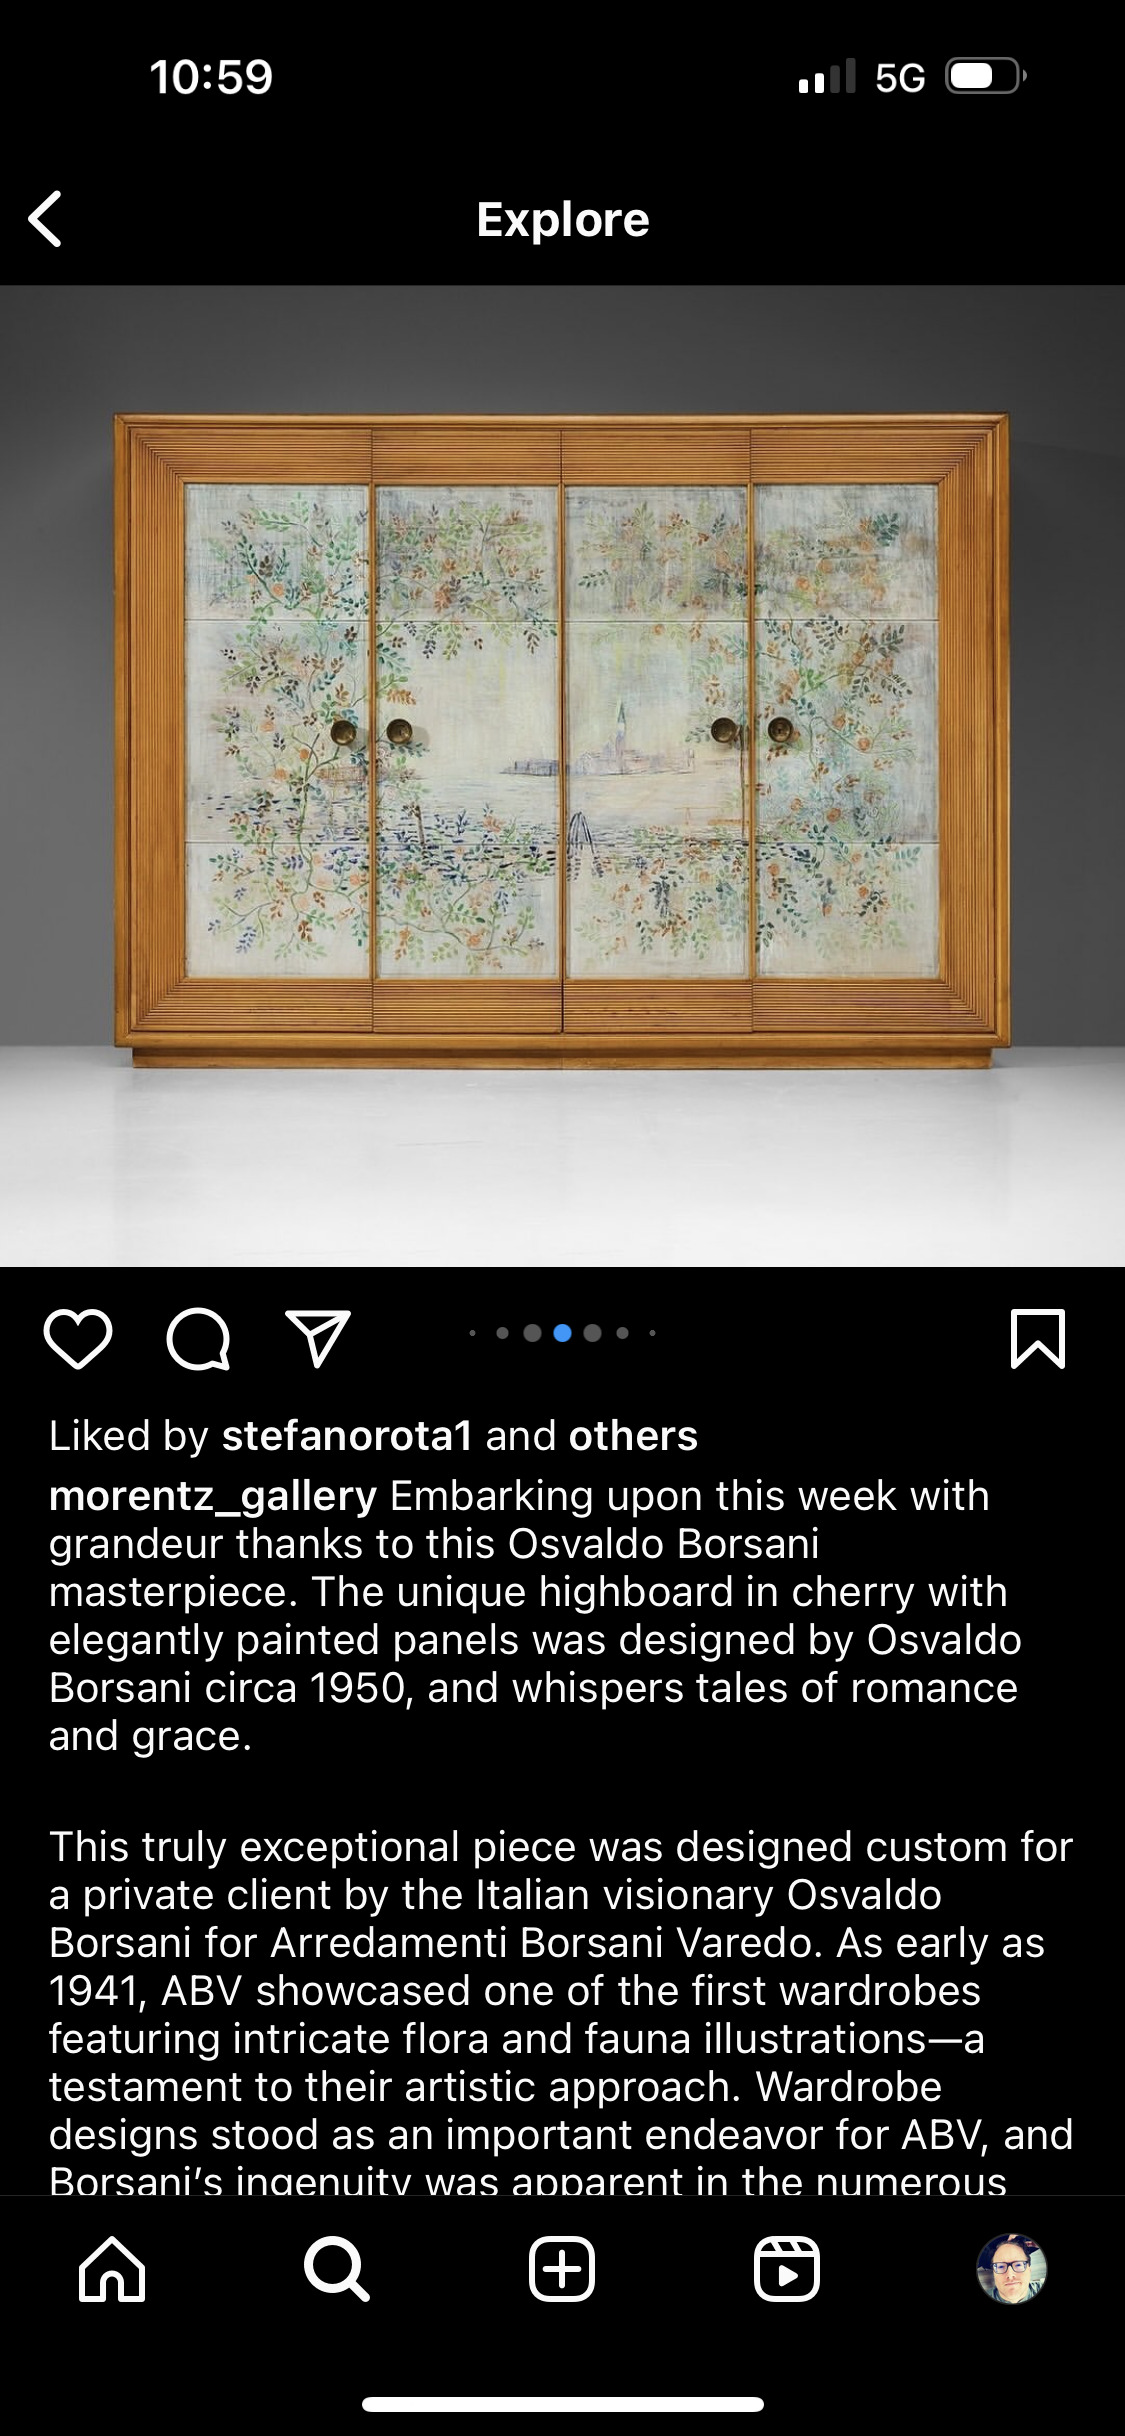 10:59
5G
Explore
Liked by stefanorota1 and others
morentz_gallery Embarking upon this week with
grandeur thanks to this Osvaldo Borsani
masterpiece. The unique highboard in cherry with
elegantly painted panels was designed by Osvaldo
Borsani circa 1950, and whispers tales of romance
and grace.
This truly exceptional piece was designed custom for
a private client by the Italian visionary Osvaldo
Borsani for Arredamenti Borsani Varedo. As early as
1941, ABV showcased one of the first wardrobes
featuring intricate flora and fauna illustrations—a
testament to their artistic approach. Wardrobe
designs stood as an important endeavor for ABV, and
Borsani’s ingenuity was apparent in the numerous